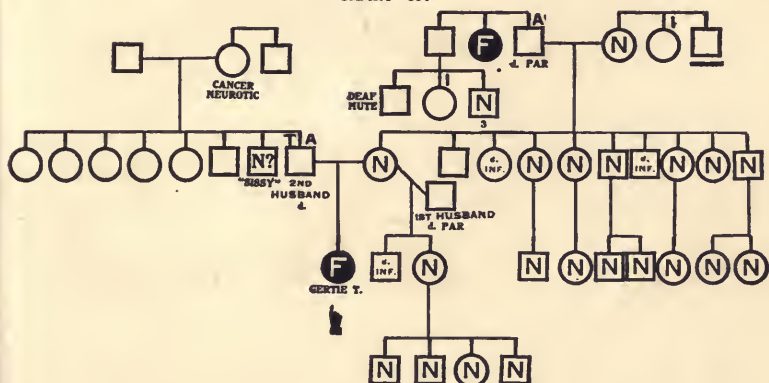 A'
F
N
d. PAR
CANCER
NEUROTIC
DEAF
MUTE
N
3
T A
N?
N
d.
INF.
N
N
N
d.
INF.
N
N
N
"SISSY"
2ND
HUSBAND
d.
1ST HUSBAND
d. PAR
F
d.
INF.
N
N
N
N
N
N
N
N
GERTIE T.
N
N
N
N